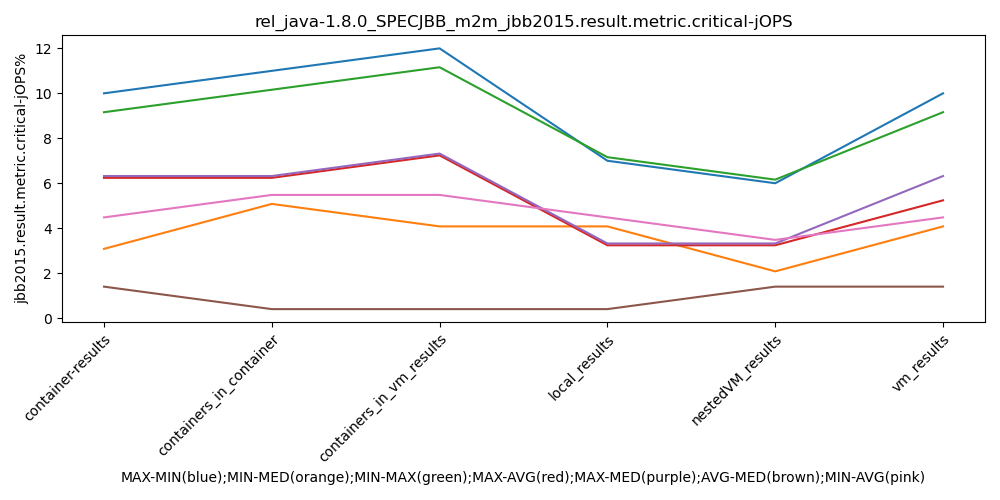 rel_java-1.8.0_SPECJBB_m2m_jbb2015.result.metric.critical-jOPS
jbb2015.result.metric.critical-jOPS%
12
10
8
6
4
2
0
container-results
containers_in_container
containers_in_vm_results
local_results
nestedVM_results
vm_results
MAX-MIN(blue);MIN-MED(orange);MIN-MAX(green);MAX-AVG(red);MAX-MED(purple);AVG-MED(brown);MIN-AVG(pink)